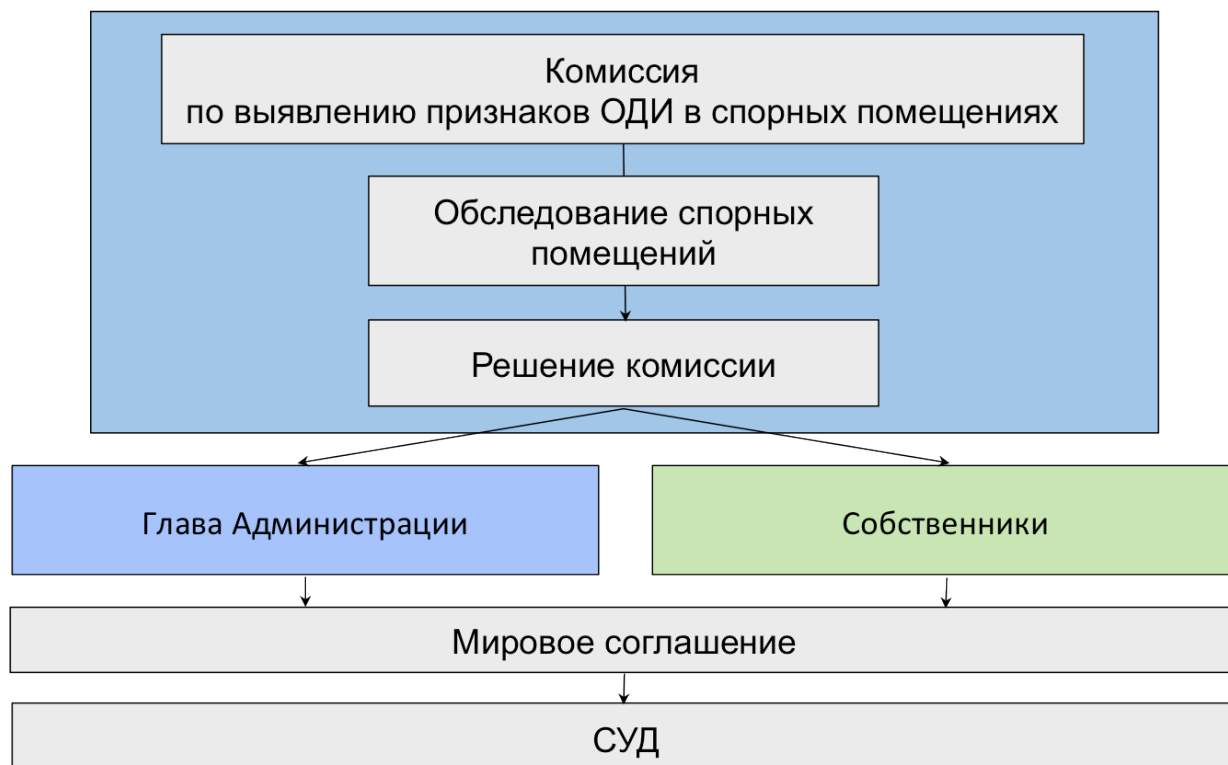 Комиссия
по выявлению признаков ОДИ в спорных помещениях
Обследование спорных
помещений
Решение комиссии
Глава Администрации
Собственники
Мировое соглашение
СУД